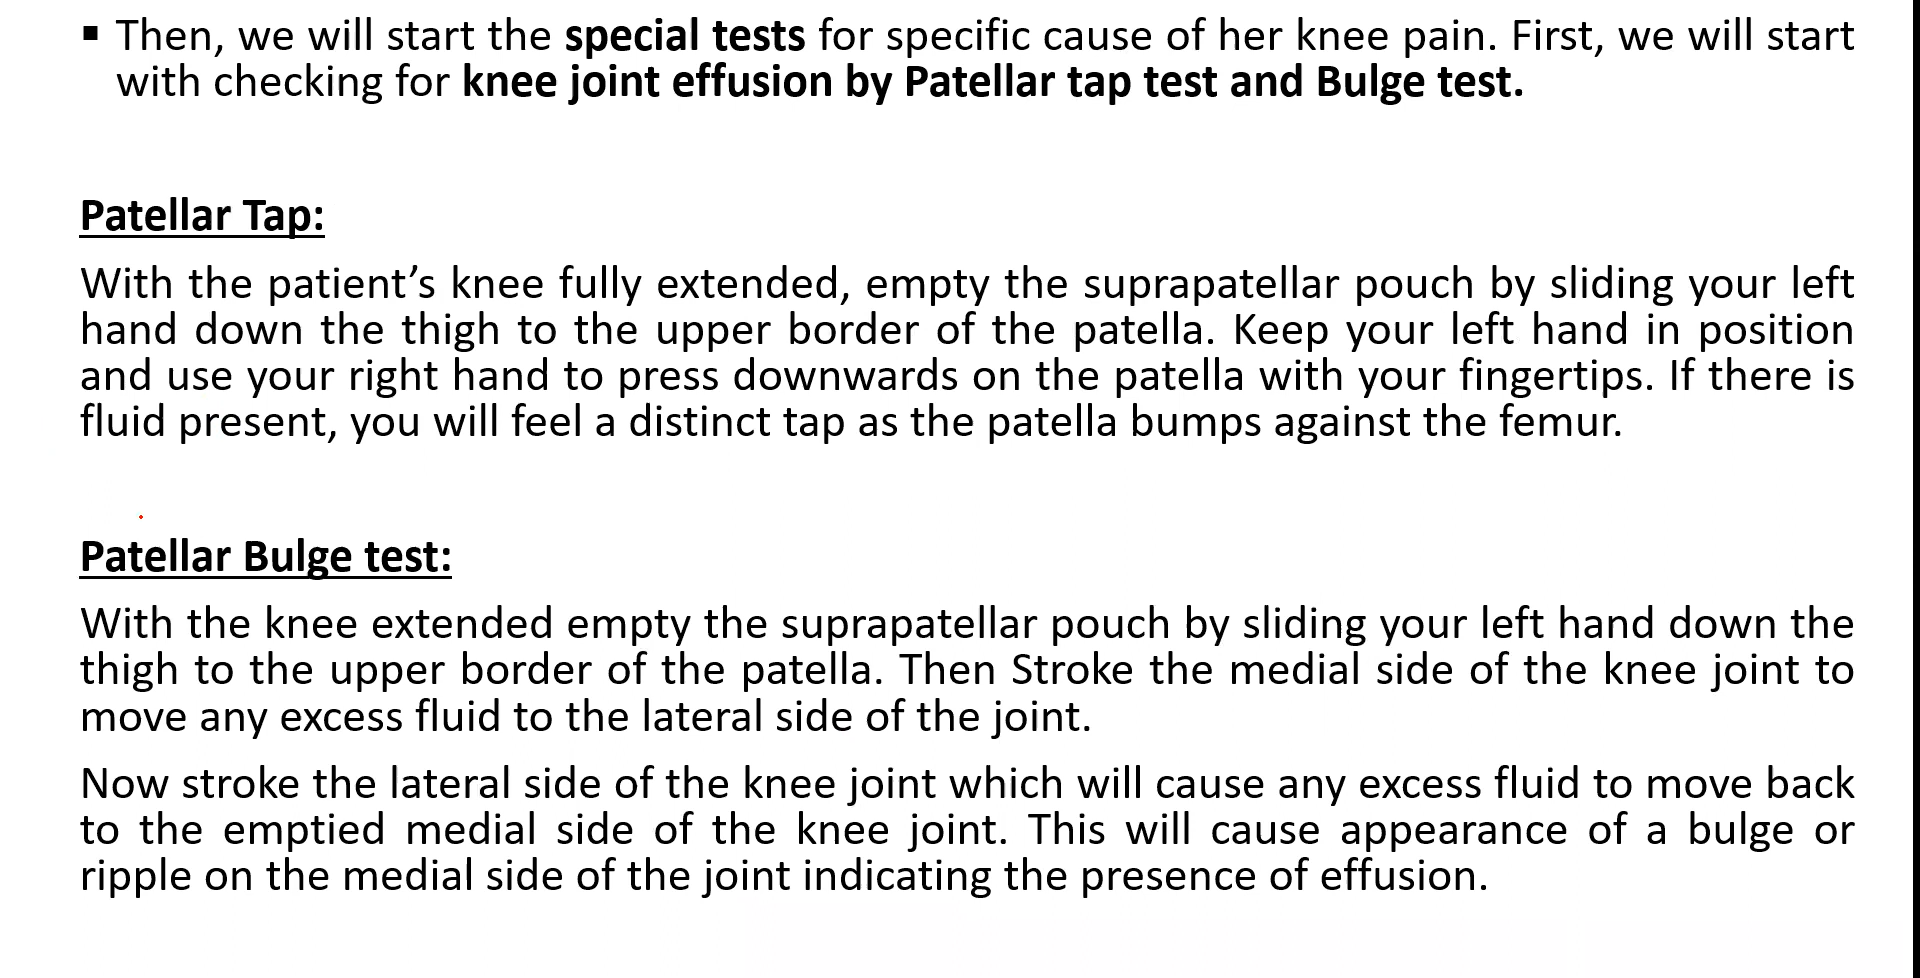 ▪ Then, we will start the special tests for specific cause of her knee pain. First, we will start
with checking for knee joint effusion by Patellar tap test and Bulge test.
Patellar Tap:
With the patient’s knee fully extended, empty the suprapatellar pouch by sliding your left
hand down the thigh to the upper border of the patella. Keep your left hand in position
and use your right hand to press downwards on the patella with your fingertips. If there is
fluid present, you will feel a distinct tap as the patella bumps against the femur.
Patellar Bulge test:
With the knee extended empty the suprapatellar pouch by sliding your left hand down the
thigh to the upper border of the patella. Then Stroke the medial side of the knee joint to
move any excess fluid to the lateral side of the joint.
Now stroke the lateral side of the knee joint which will cause any excess fluid to move back
to the emptied medial side of the knee joint. This will cause appearance of a bulge or
ripple on the medial side of the joint indicating the presence of effusion.